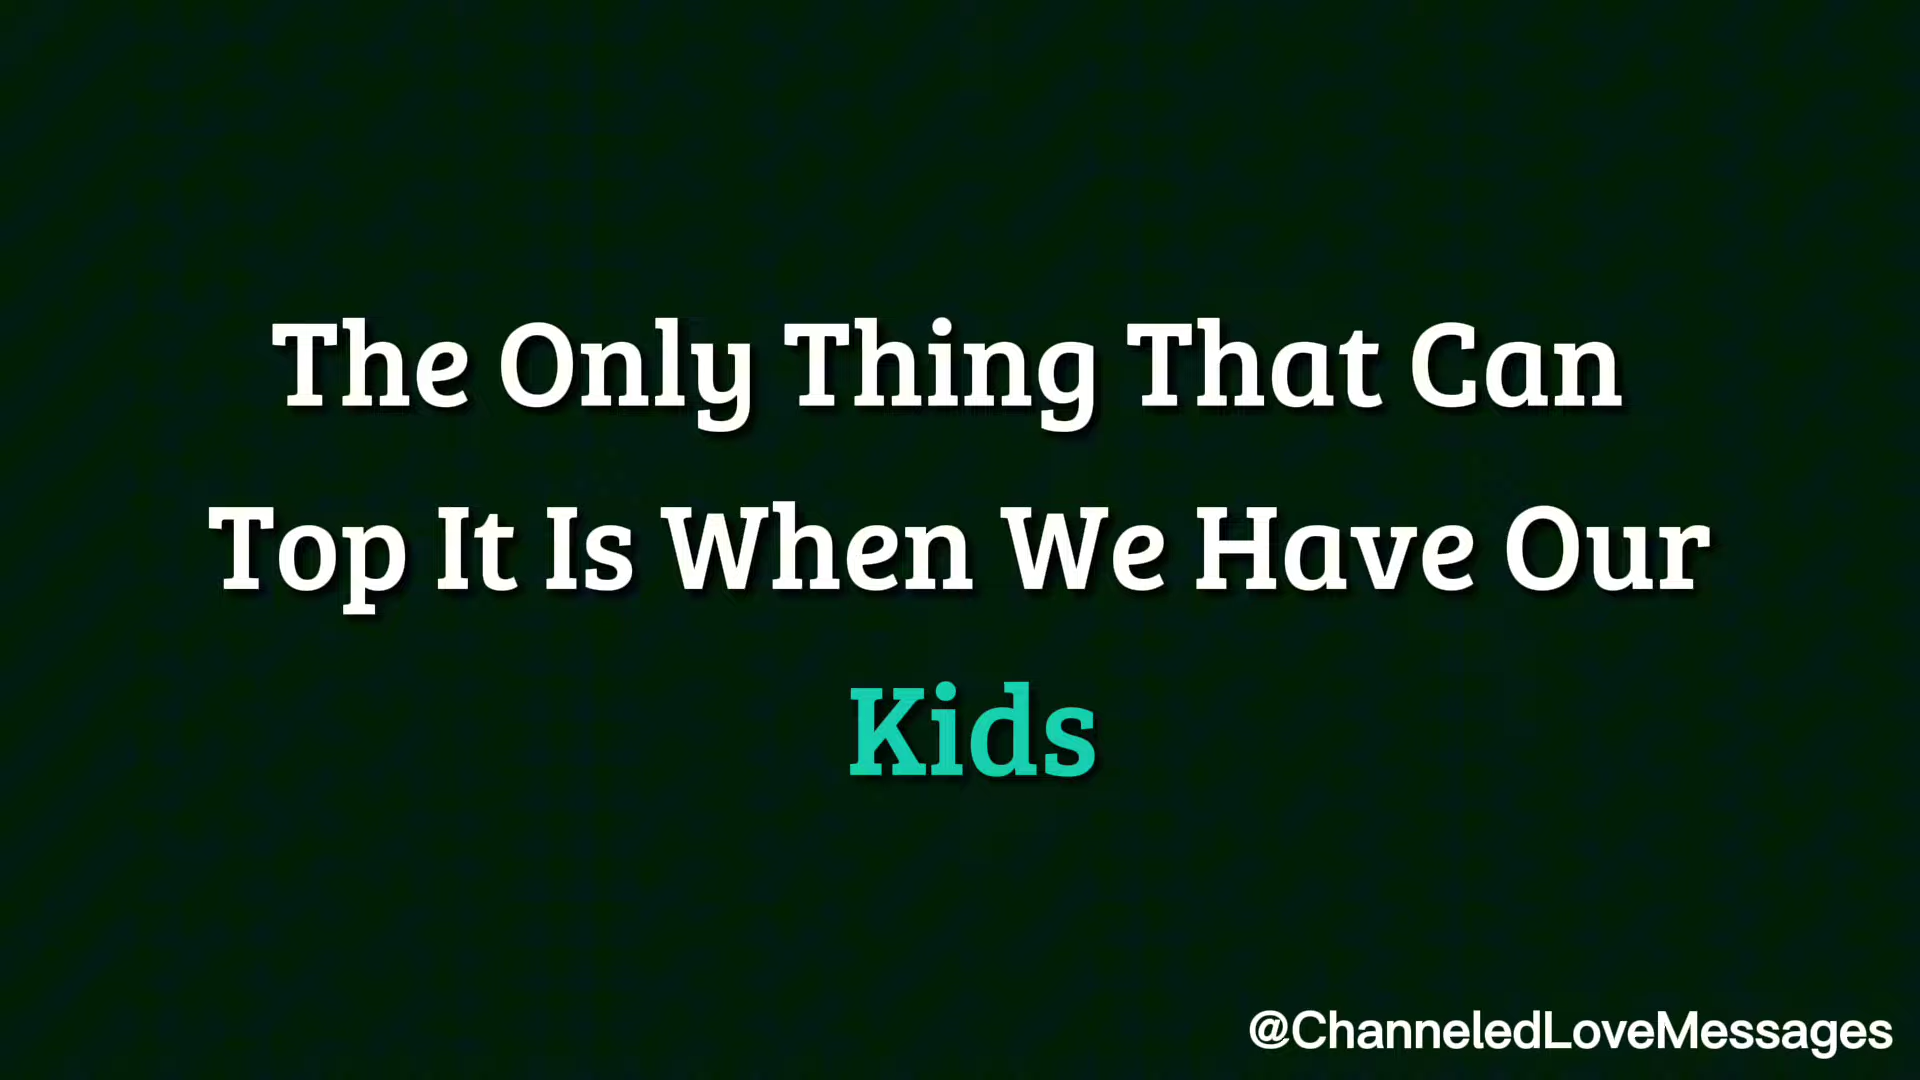 The Only Thing That Can
Top It Is When We Have Our
Kids
@ChanneledLoveMessages